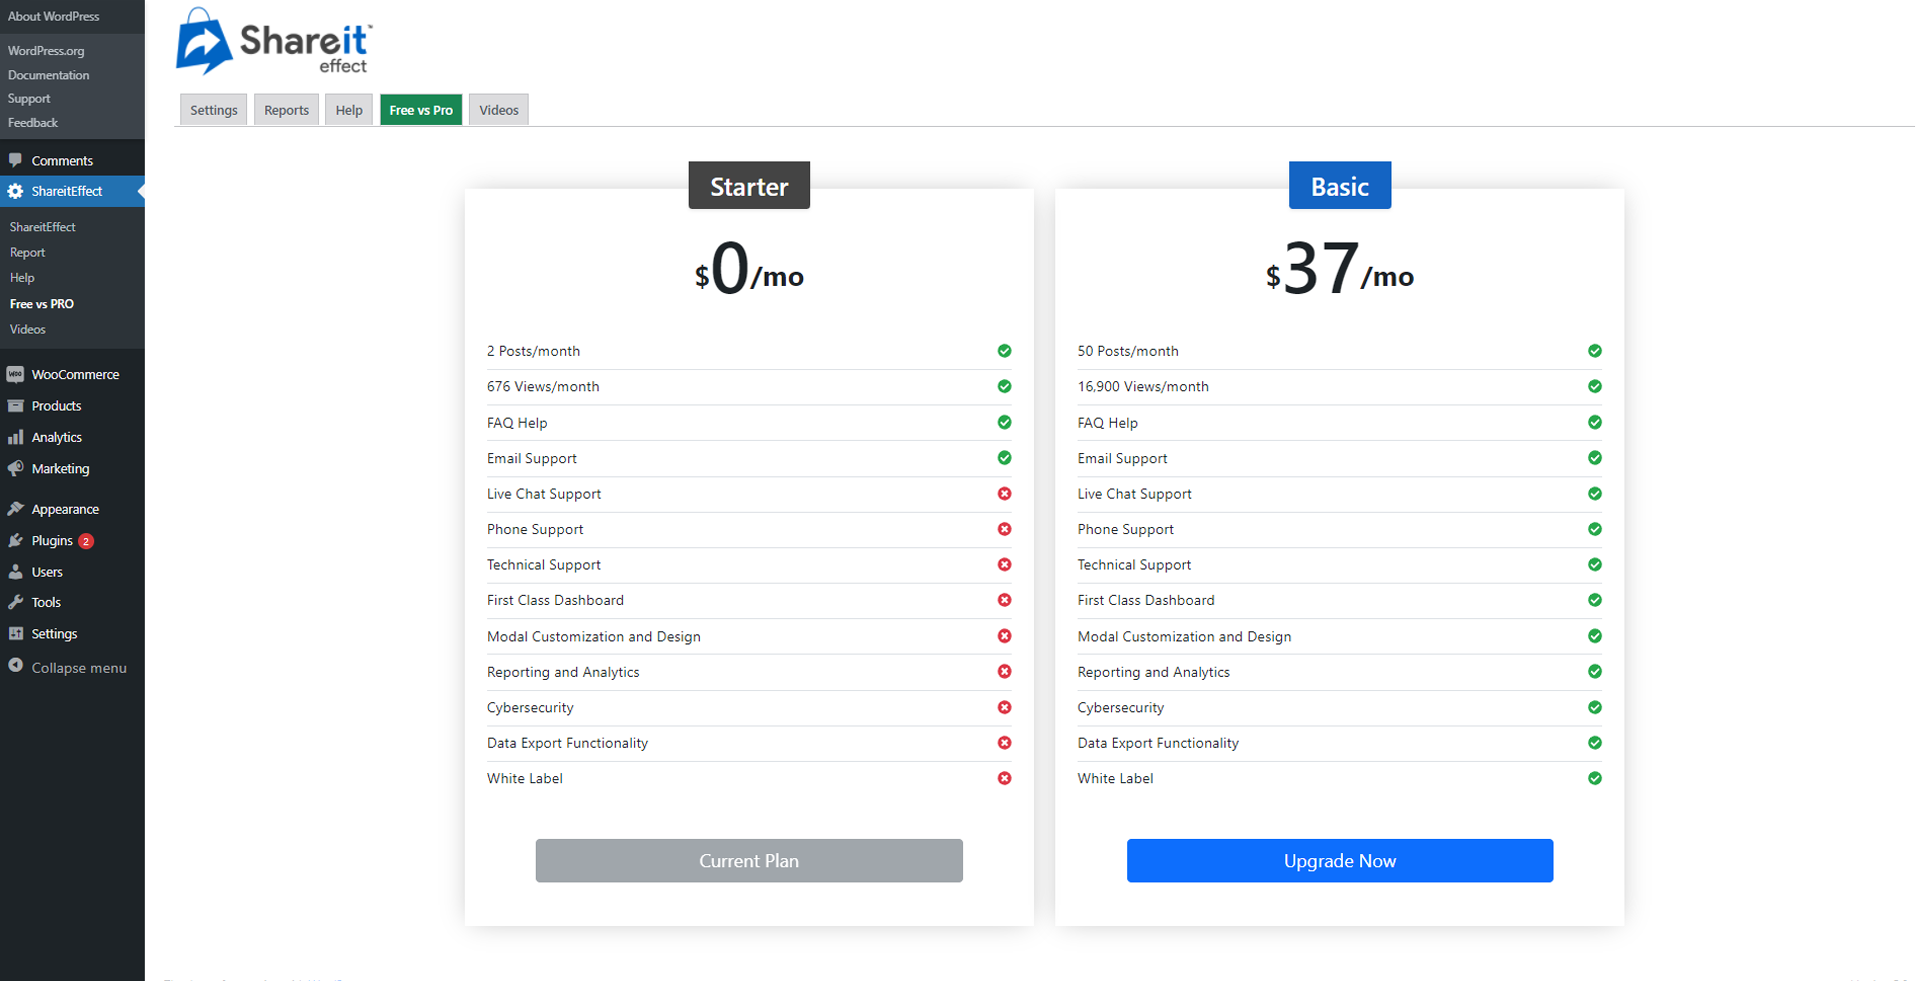 About WordPress
WordPress.org
Documentation
Support
Feedback
Comments
ShareitEffect
ShareitEffect
Report
Help
Free vs PRO
Videos
WooCommerce
Products
Analytics
Marketing
Appearance
Plugins 2
Users
Tools
Settings
Collapse menu
Shareit™
effect
Settings Reports Help Free vs Pro Videos
Starter
$0/mo
2 Posts/month
676 Views/month
FAQ Help
Email Support
Live Chat Support
Phone Support
Technical Support
First Class Dashboard
Modal Customization and Design
Reporting and Analytics
Cybersecurity
Data Export Functionality
White Label
Current Plan
Basic
$37/mo
50 Posts/month
16,900 Views/month
FAQ Help
Email Support
Live Chat Support
Phone Support
Technical Support
First Class Dashboard
Modal Customization and Design
Reporting and Analytics
Cybersecurity
Data Export Functionality
White Label
Upgrade Now